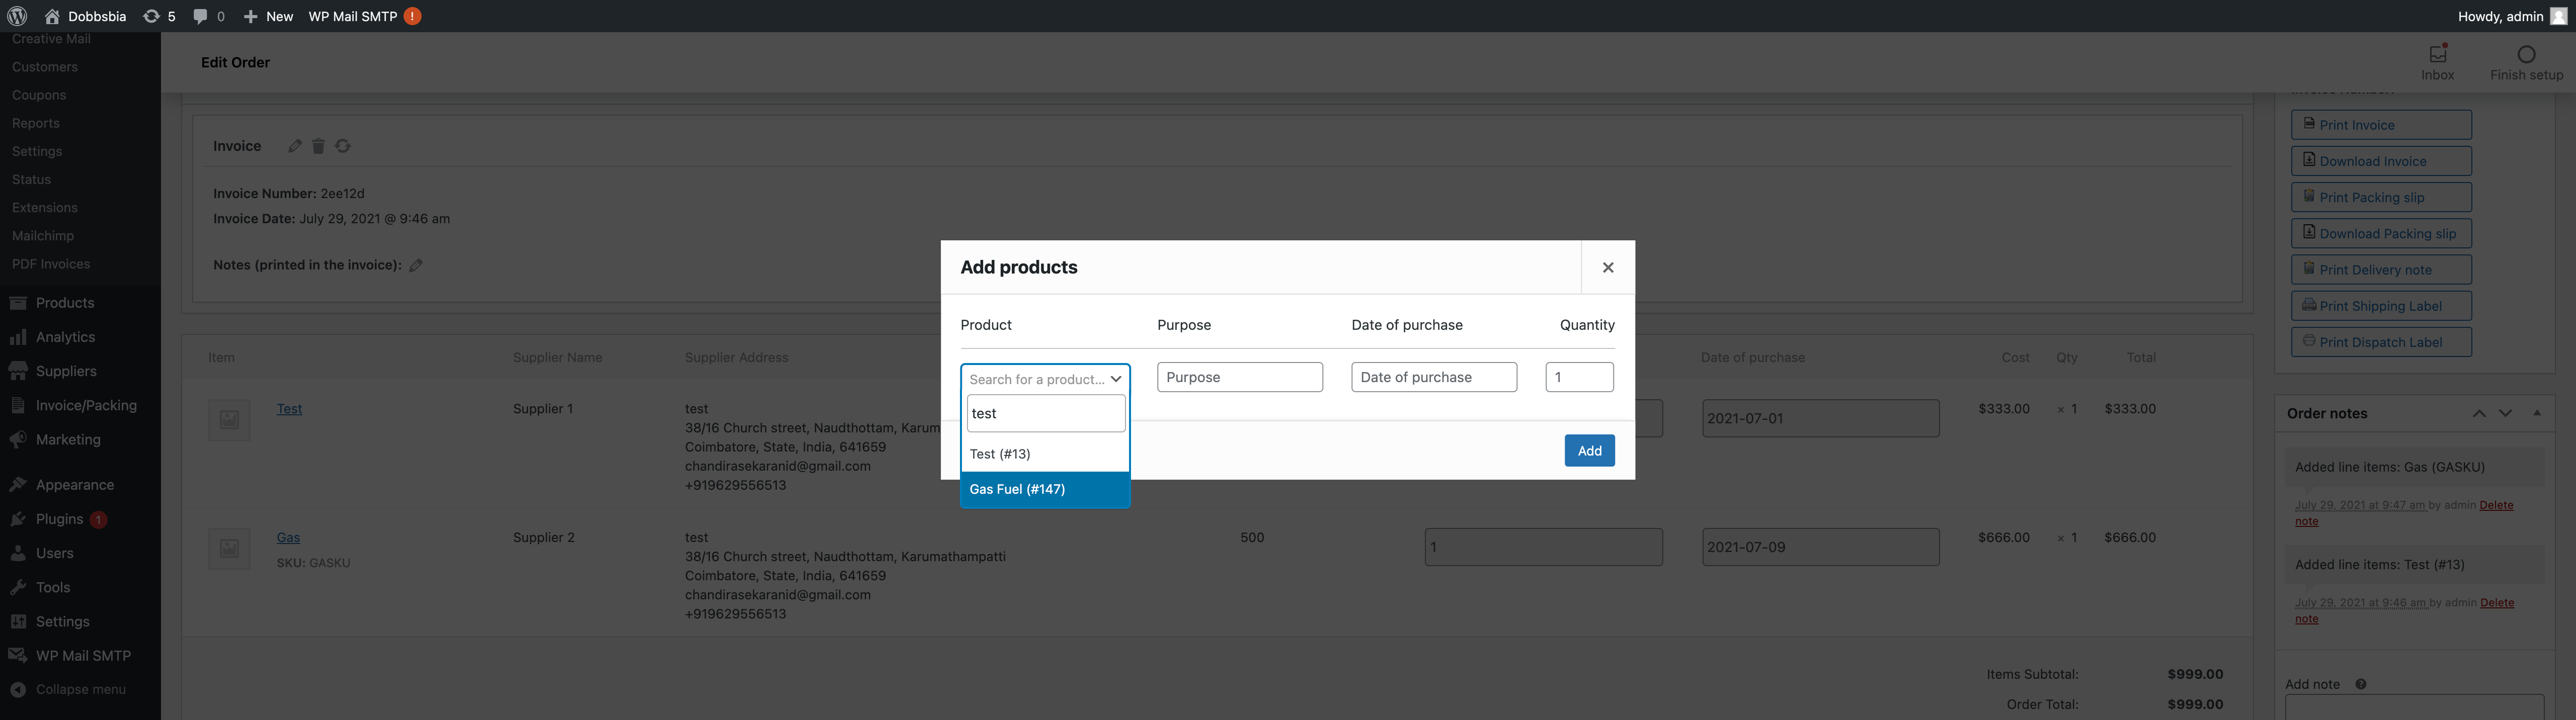 Dobbsbia 5 0 New WP Mail SMTP ! Howdy, admin
Creative Mail
Customers
Coupons
Reports
Settings
Status
Extensions
Mailchimp
PDF Invoices
Products
Analytics
Suppliers
Invoice/Packing
Marketing
Appearance
Plugins 1
Users
Tools
Settings
WP Mail SMTP
Collapse menu
Edit Order
Inbox
Finish setup
Invoice
Invoice Number: 2ee12d
Invoice Date: July 29, 2021 @ 9:46 am
Notes (printed in the invoice):
Item Supplier Name Supplier Address Date of purchase Cost Qty Total
Test Supplier 1 test 2021-07-01 $333.00 × 1 $333.00
38/16 Church street, Naudthottam, Karum
Coimbatore, State, India, 641659
chandirasekaranid@gmail.com
+919629556513
Gas Supplier 2 test 500 1 2021-07-09 $666.00 × 1 $666.00
SKU: GASKU
38/16 Church street, Naudthottam, Karumathampatti
Coimbatore, State, India, 641659
chandirasekaranid@gmail.com
+919629556513
Items Subtotal: $999.00
Order Total: $999.00
Add products
Product Purpose Date of purchase Quantity
Search for a product... Purpose Date of purchase 1
test
Test (#13)
Gas Fuel (#147)
Add
Print Invoice
Download Invoice
Print Packing slip
Download Packing slip
Print Delivery note
Print Shipping Label
Print Dispatch Label
Order notes
Added line items: Gas (GASKU)
July 29, 2021 at 9:47 am by admin Delete
note
Added line items: Test (#13)
July 29, 2021 at 9:46 am by admin Delete
note
Add note